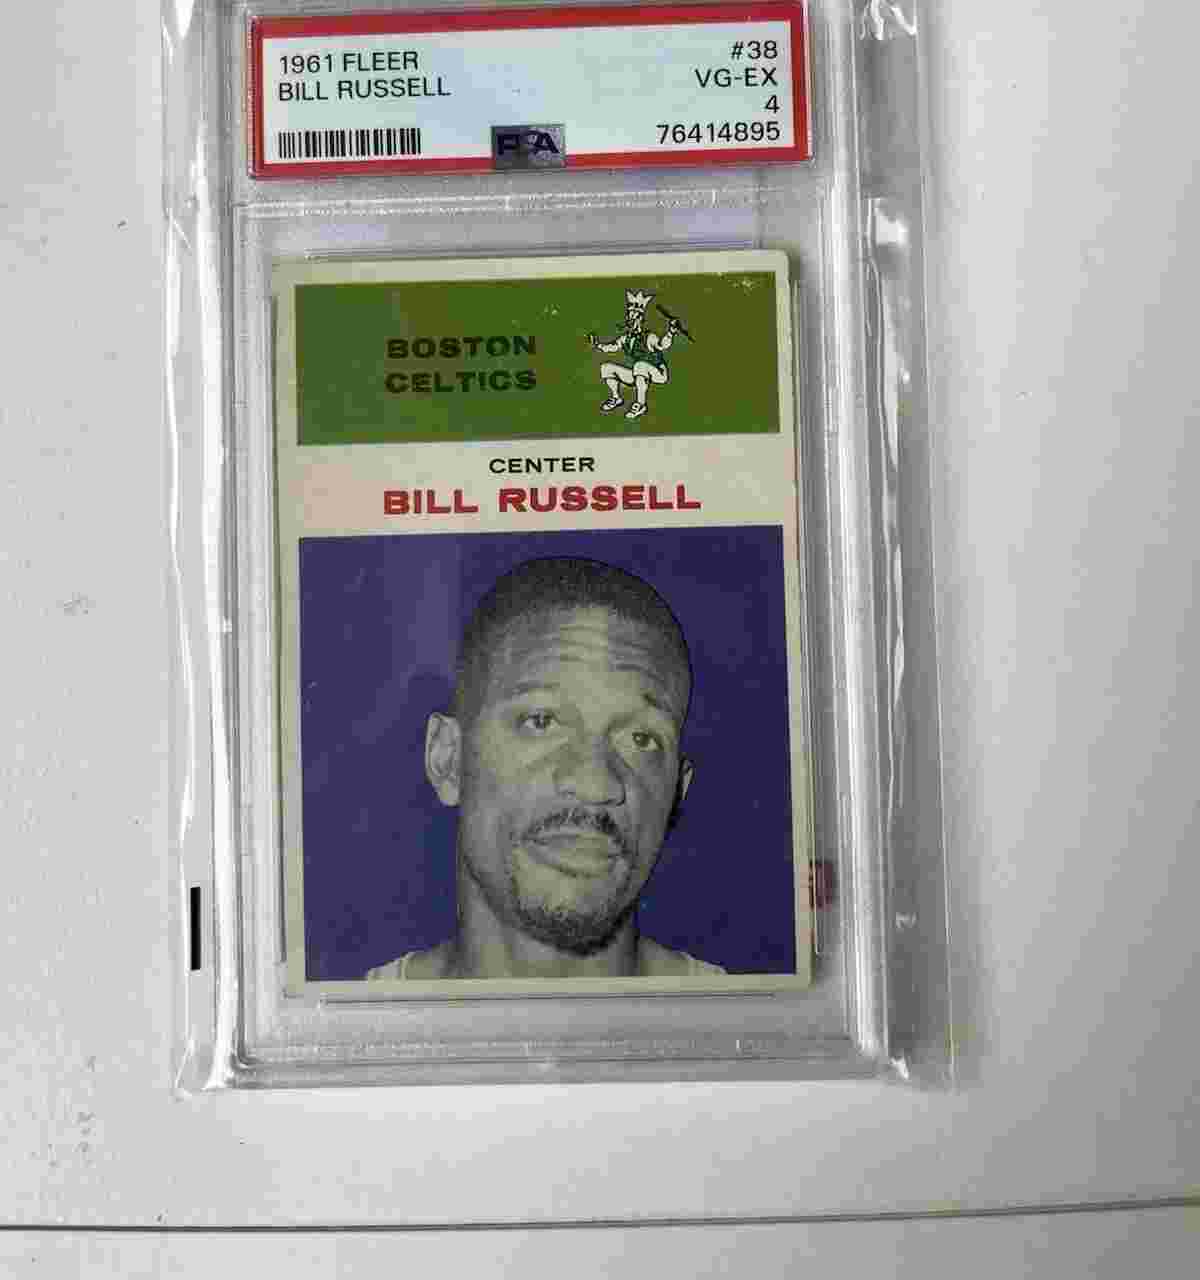 1961 FLEER
#38
BILL RUSSELL
VG-EX
4
PSA
76414895
BOSTON
CELTICS
CENTER
BILL RUSSELL